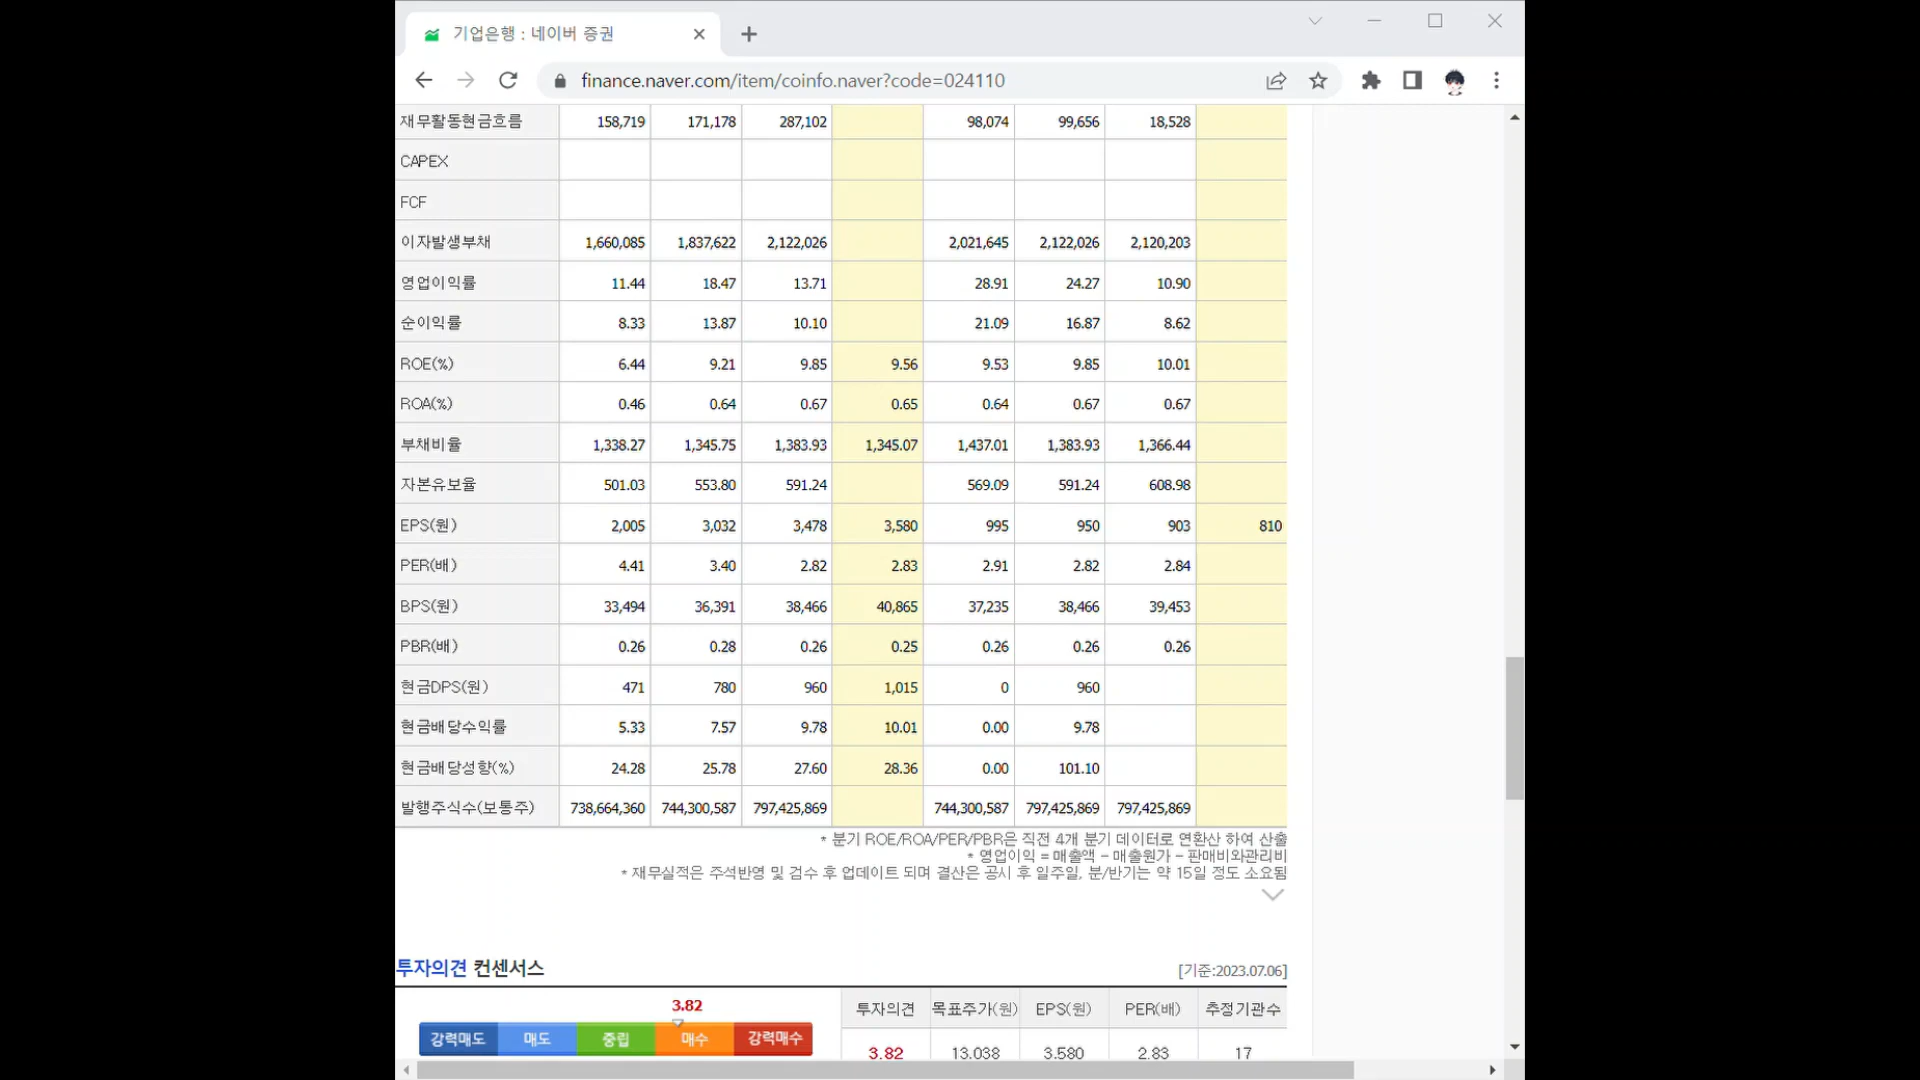 기업은행 : 네이버 증권
finance.naver.com/item/coinfo.naver?code=024110
재무활동현금흐름 158,719 171,178 287,102 98,074 99,656 18,528
CAPEX
FCF
이자발생부채 1,660,085 1,837,622 2,122,026 2,021,645 2,122,026 2,120,203
영업이익률 11.44 18.47 13.71 28.91 24.27 10.90
순이익률 8.33 13.87 10.10 21.09 16.87 8.62
ROE(%) 6.44 9.21 9.85 9.56 9.53 9.85 10.01
ROA(%) 0.46 0.64 0.67 0.65 0.64 0.67 0.67
부채비율 1,338.27 1,345.75 1,383.93 1,345.07 1,437.01 1,383.93 1,366.44
자본유보율 501.03 553.80 591.24 569.09 591.24 608.98
EPS(원) 2,005 3,032 3,478 3,580 995 950 903 810
PER(배) 4.41 3.40 2.82 2.83 2.91 2.82 2.84
BPS(원) 33,494 36,391 38,466 40,865 37,235 38,466 39,453
PBR(배) 0.26 0.28 0.26 0.25 0.26 0.26 0.26
현금DPS(원) 471 780 960 1,015 0 960
현금배당수익률 5.33 7.57 9.78 10.01 0.00 9.78
현금배당성향(%) 24.28 25.78 27.60 28.36 0.00 101.10
발행주식수(보통주) 738,664,360 744,300,587 797,425,869 744,300,587 797,425,869 797,425,869
* 분기 ROE/ROA/PER/PBR은 직전 4개 분기 데이터로 연환산 하여 산출
* 영업이익 = 매출액 - 매출원가 - 판매비와관리비
* 재무실적은 주석반영 및 검수 후 업데이트 되며 결산은 공시 후 일주일, 분/반기는 약 15일 정도 소요됨
투자의견 컨센서스 [기준:2023.07.06]
3.82
강력매도 매도 중립 매수 강력매수
투자의견 목표주가(원) EPS(원) PER(배) 추정기관수
3.82 13,038 3,580 2.83 17